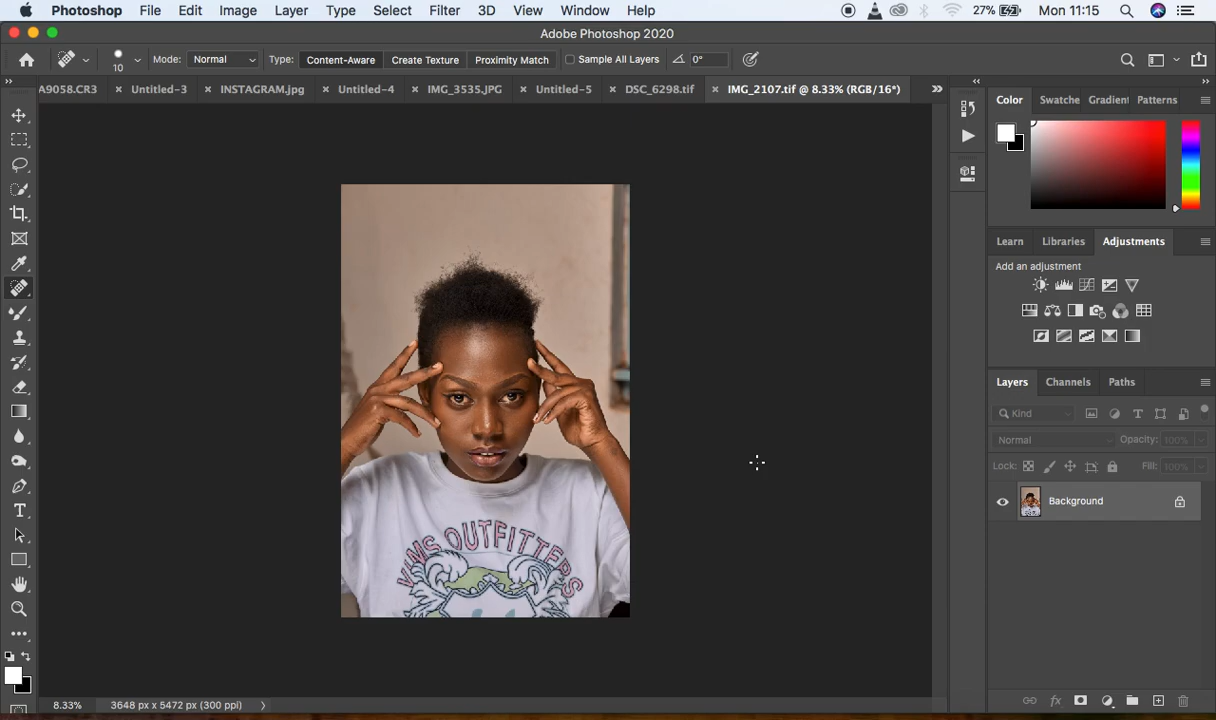 Photoshop File Edit Image Layer Type Select Filter 3D View Window Help 27% Mon 11:15
Adobe Photoshop 2020
10 Mode: Normal Type: Content-Aware Create Texture Proximity Match Sample All Layers 0°
A9058.CR3 Untitled-3 INSTAGRAM.jpg Untitled-4 IMG_3535.JPG Untitled-5 DSC_6298.tif IMG_2107.tif @ 8.33% (RGB/16*)
Color Swatche Gradien Patterns
Learn Libraries Adjustments
Add an adjustment
Layers Channels Paths
Kind
Normal Opacity: 100%
Lock: Fill: 100%
Background
OUTFITTERS
8.33% 3648 px x 5472 px (300 ppi)